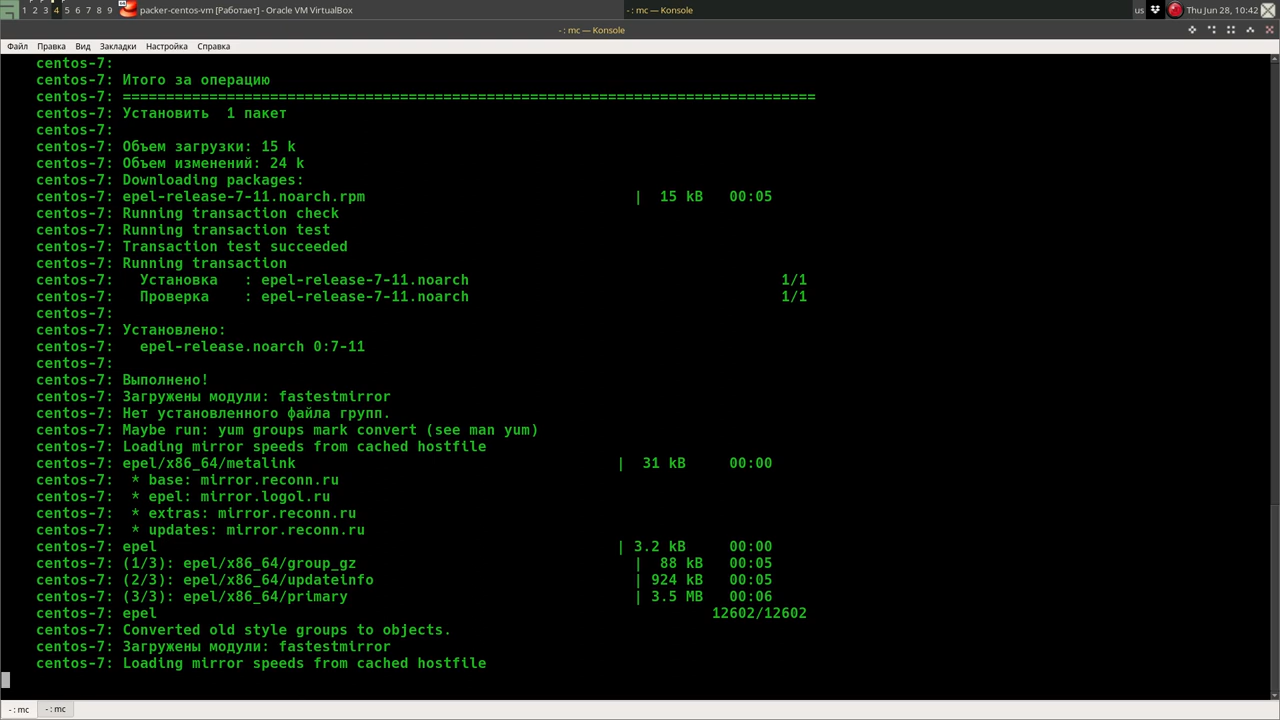 1 2 3 4 5 6 7 8 9 packer-centos-vm [Работает] - Oracle VM VirtualBox - : mc — Konsole us Thu Jun 28, 10:42
- : mc — Konsole
Файл Правка Вид Закладки Настройка Справка
centos-7:
centos-7: Итого за операцию
centos-7: ================================================================================
centos-7: Установить  1 пакет
centos-7:
centos-7: Объем загрузки: 15 k
centos-7: Объем изменений: 24 k
centos-7: Downloading packages:
centos-7: epel-release-7-11.noarch.rpm | 15 kB 00:05
centos-7: Running transaction check
centos-7: Running transaction test
centos-7: Transaction test succeeded
centos-7: Running transaction
centos-7: Установка : epel-release-7-11.noarch 1/1
centos-7: Проверка : epel-release-7-11.noarch 1/1
centos-7:
centos-7: Установлено:
centos-7: epel-release.noarch 0:7-11
centos-7:
centos-7: Выполнено!
centos-7: Загружены модули: fastestmirror
centos-7: Нет установленного файла групп.
centos-7: Maybe run: yum groups mark convert (see man yum)
centos-7: Loading mirror speeds from cached hostfile
centos-7: epel/x86_64/metalink | 31 kB 00:00
centos-7: * base: mirror.reconn.ru
centos-7: * epel: mirror.logol.ru
centos-7: * extras: mirror.reconn.ru
centos-7: * updates: mirror.reconn.ru
centos-7: epel | 3.2 kB 00:00
centos-7: (1/3): epel/x86_64/group_gz | 88 kB 00:05
centos-7: (2/3): epel/x86_64/updateinfo | 924 kB 00:05
centos-7: (3/3): epel/x86_64/primary | 3.5 MB 00:06
centos-7: epel 12602/12602
centos-7: Converted old style groups to objects.
centos-7: Загружены модули: fastestmirror
centos-7: Loading mirror speeds from cached hostfile
- : mc - : mc